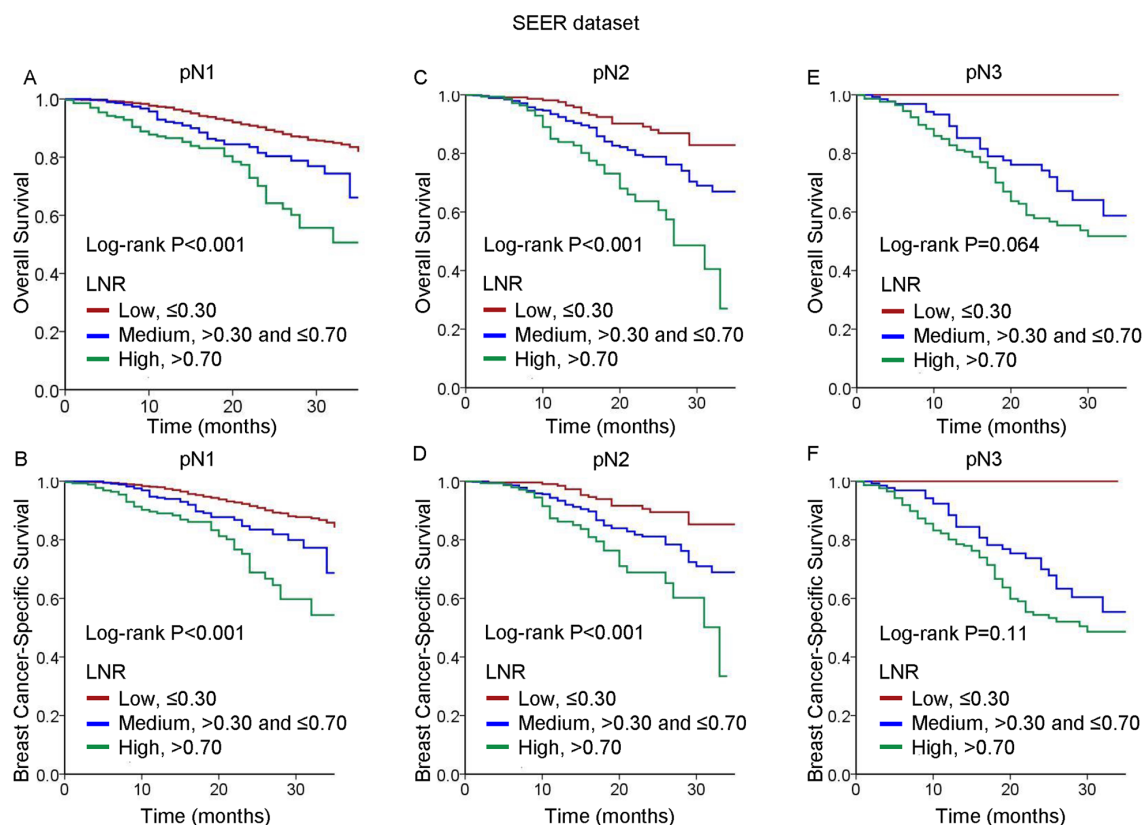 SEER dataset
A
pN1
Overall Survival
1.0
0.8
0.6
0.4
0.2
0.0
Log-rank P<0.001
LNR
Low, ≤0.30
Medium, >0.30 and ≤0.70
High, >0.70
0
10
20
30
Time (months)
C
pN2
Overall Survival
1.0
0.8
0.6
0.4
0.2
0.0
Log-rank P<0.001
LNR
Low, ≤0.30
Medium, >0.30 and ≤0.70
High, >0.70
0
10
20
30
Time (months)
E
pN3
Overall Survival
1.0
0.8
0.6
0.4
0.2
0.0
Log-rank P=0.064
LNR
Low, ≤0.30
Medium, >0.30 and ≤0.70
High, >0.70
0
10
20
30
Time (months)
B
pN1
Breast Cancer-Specific Survival
1.0
0.8
0.6
0.4
0.2
0.0
Log-rank P<0.001
LNR
Low, ≤0.30
Medium, >0.30 and ≤0.70
High, >0.70
0
10
20
30
Time (months)
D
pN2
Breast Cancer-Specific Survival
1.0
0.8
0.6
0.4
0.2
0.0
Log-rank P<0.001
LNR
Low, ≤0.30
Medium, >0.30 and ≤0.70
High, >0.70
0
10
20
30
Time (months)
F
pN3
Breast Cancer-Specific Survival
1.0
0.8
0.6
0.4
0.2
0.0
Log-rank P=0.11
LNR
Low, ≤0.30
Medium, >0.30 and ≤0.70
High, >0.70
0
10
20
30
Time (months)